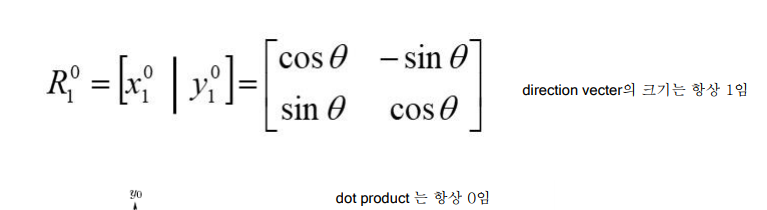 R₁⁰ = [x₁⁰ | y₁⁰] = [cos θ  − sin θ
sin θ  cos θ]
direction vecter의 크기는 항상 1임
y0
dot product 는 항상 0임